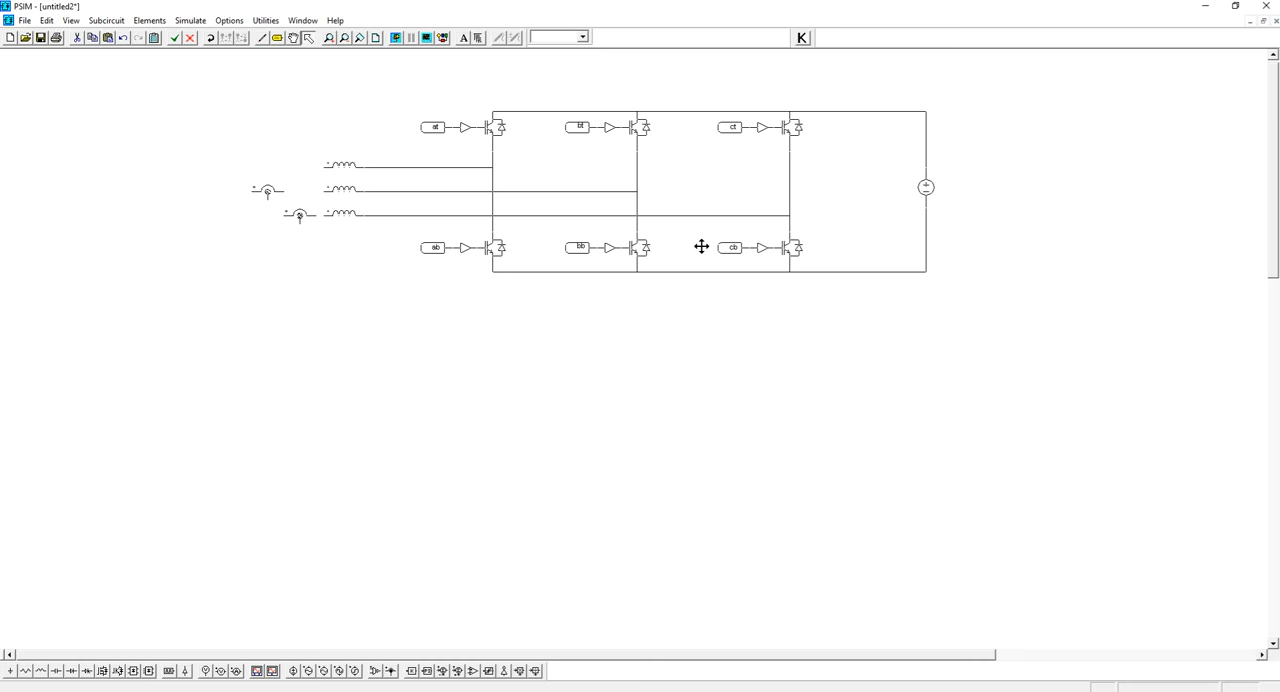 PSIM - [untitled2*]
File Edit View Subcircuit Elements Simulate Options Utilities Window Help
A K
at bt ct
ab bb cb